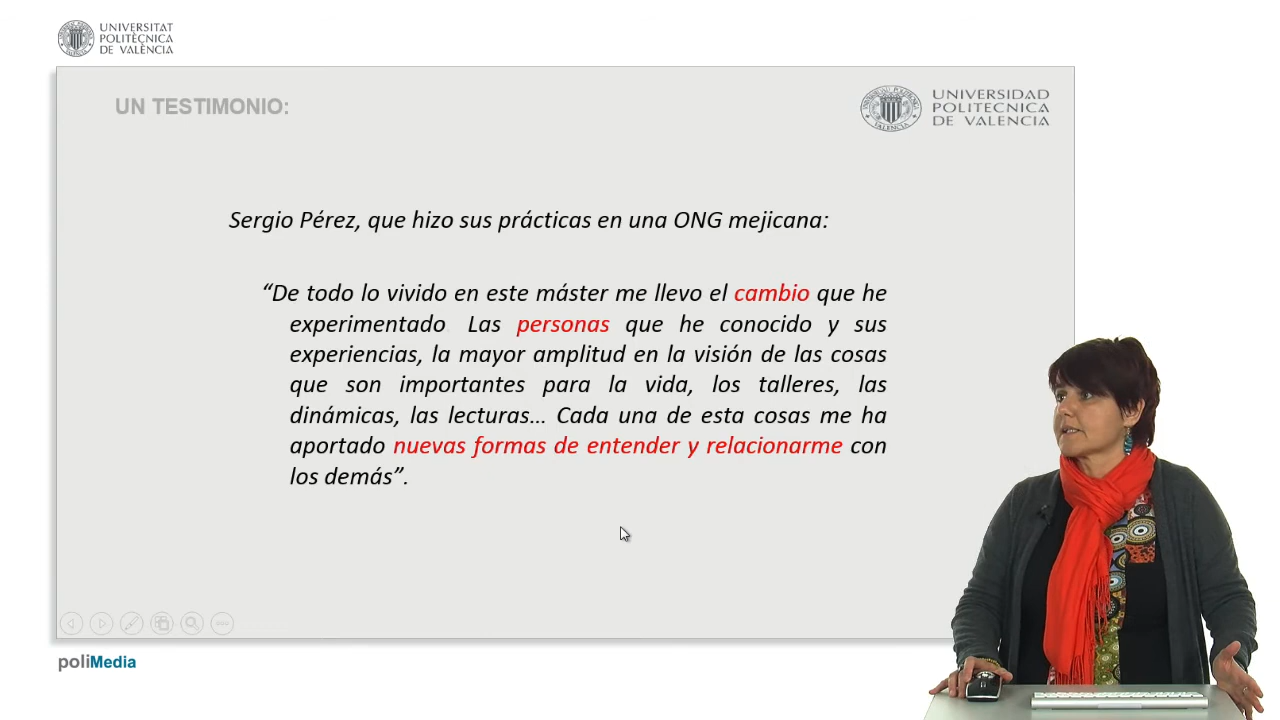 UNIVERSITAT
POLITÈCNICA
DE VALÈNCIA
UN TESTIMONIO:
UNIVERSIDAD
POLITECNICA
DE VALENCIA
Sergio Pérez, que hizo sus prácticas en una ONG mejicana:
“De todo lo vivido en este máster me llevo el cambio que he
experimentado. Las personas que he conocido y sus
experiencias, la mayor amplitud en la visión de las cosas
que son importantes para la vida, los talleres, las
dinámicas, las lecturas... Cada una de esta cosas me ha
aportado nuevas formas de entender y relacionarme con
los demás”.
poliMedia